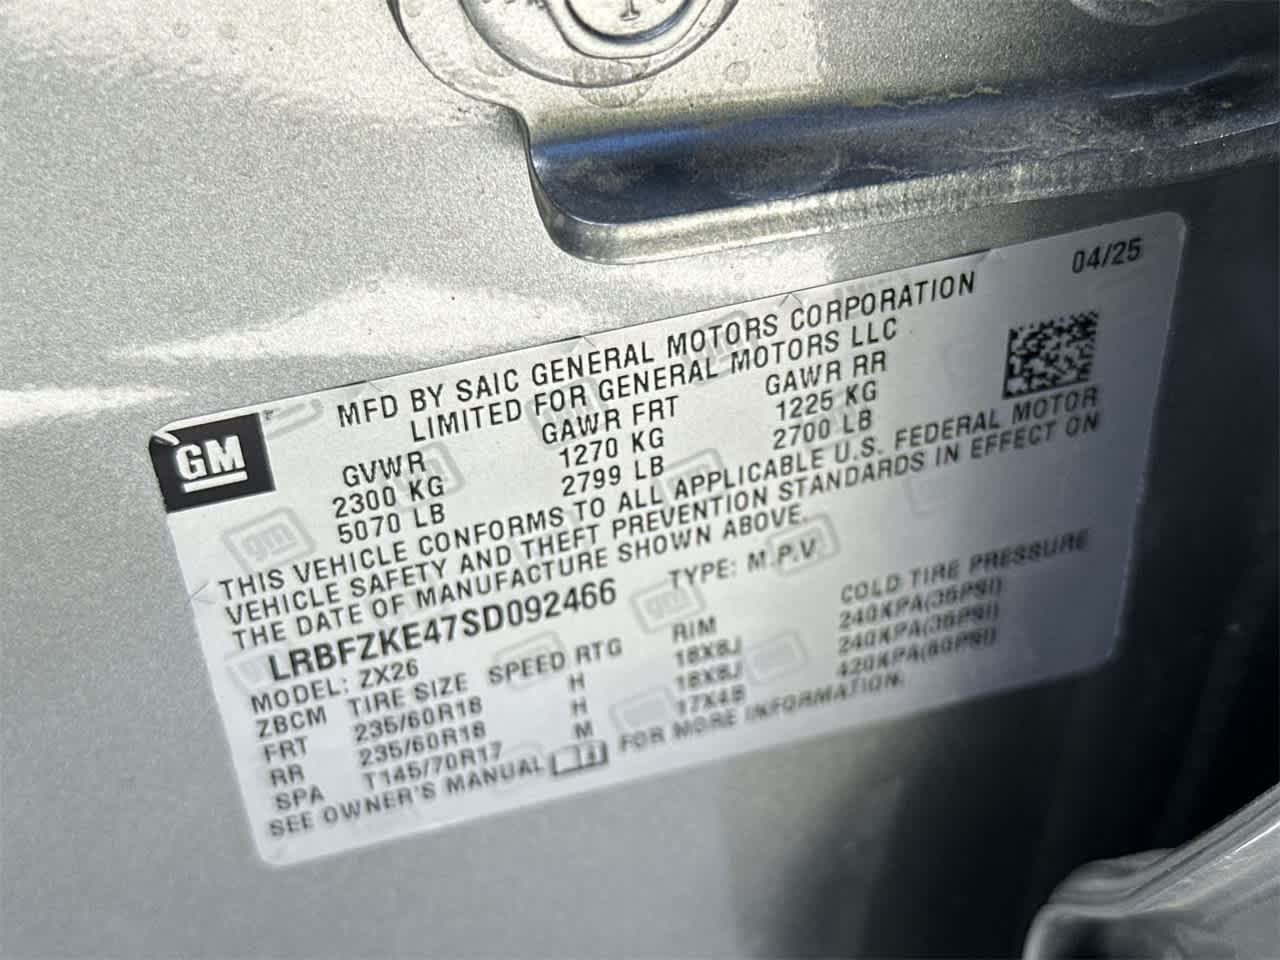 04/25
MFD BY SAIC GENERAL MOTORS CORPORATION
LIMITED FOR GENERAL MOTORS LLC
GM
GVWR GAWR FRT GAWR RR
2300 KG 1270 KG 1225 KG
5070 LB 2799 LB 2700 LB
THIS VEHICLE CONFORMS TO ALL APPLICABLE U.S. FEDERAL MOTOR
VEHICLE SAFETY AND THEFT PREVENTION STANDARDS IN EFFECT ON
THE DATE OF MANUFACTURE SHOWN ABOVE.
LRBFZKE47SD092466 TYPE: M.P.V
MODEL: ZX26
ZBCM TIRE SIZE SPEED RTG RIM COLD TIRE PRESSURE
FRT 235/60R18 H 18X8J 240KPA(35PSI)
RR 235/60R18 H 18X8J 240KPA(35PSI)
SPA T145/70R17 M 17X4B 420KPA(60PSI)
SEE OWNER'S MANUAL FOR MORE INFORMATION.